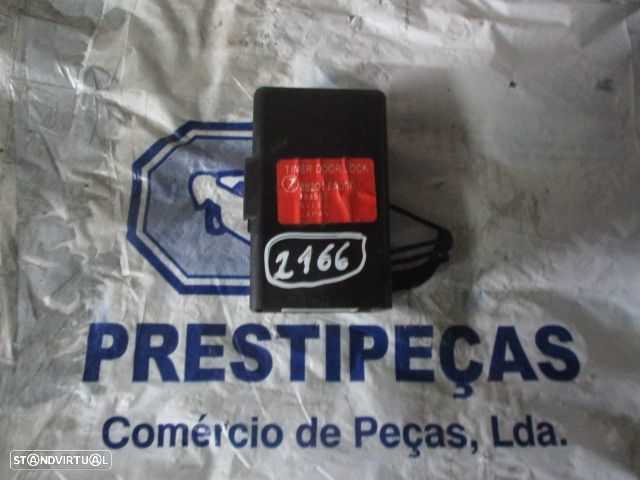 TIMER DOOR LOCK
2166
PRESTIPEÇAS
Comércio de Peças, Lda.
STANDVIRTUAL